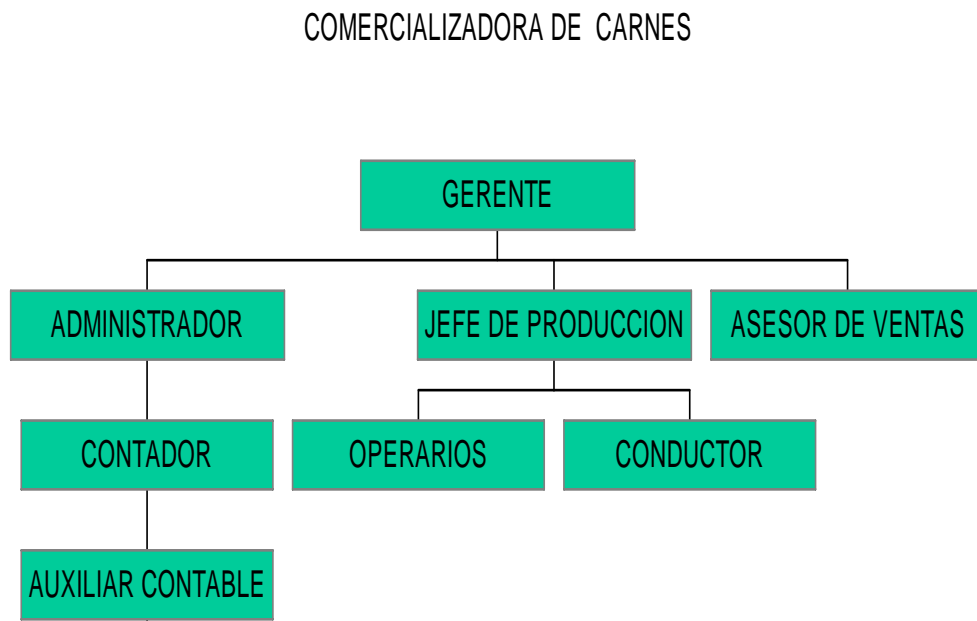 COMERCIALIZADORA DE CARNES
GERENTE
ADMINISTRADOR
JEFE DE PRODUCCION
ASESOR DE VENTAS
CONTADOR
OPERARIOS
CONDUCTOR
AUXILIAR CONTABLE